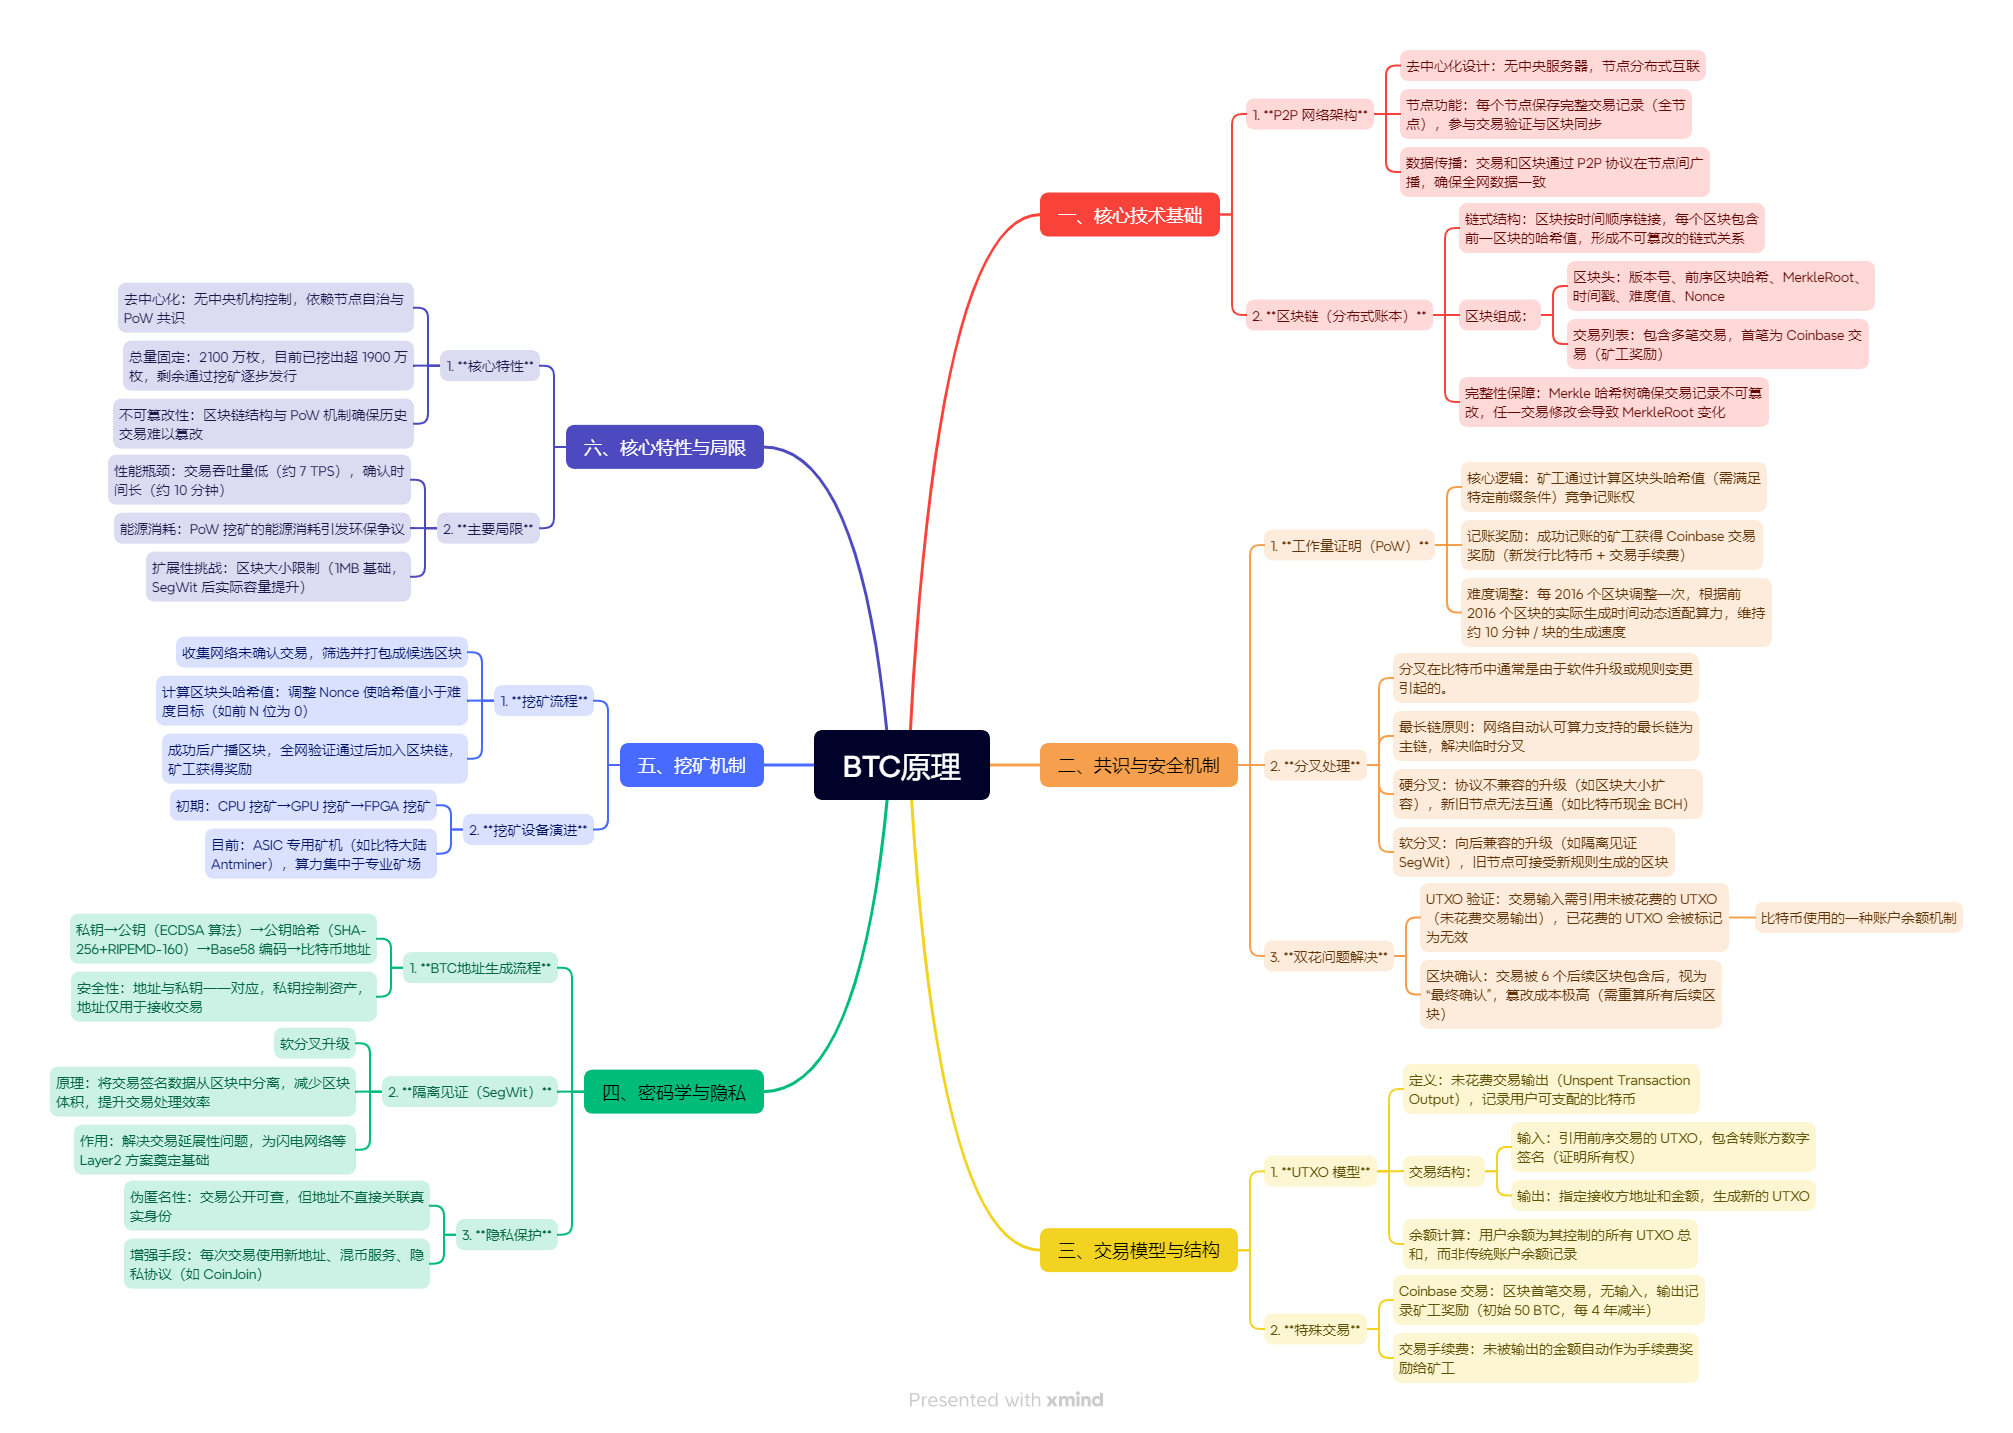 BTC原理
一、核心技术基础
1. **P2P 网络架构**
去中心化设计：无中央服务器，节点分布式互联
节点功能：每个节点保存完整交易记录（全节
点），参与交易验证与区块同步
数据传播：交易和区块通过 P2P 协议在节点间广
播，确保全网数据一致
2. **区块链（分布式账本）**
链式结构：区块按时间顺序链接，每个区块包含
前一区块的哈希值，形成不可篡改的链式关系
区块组成：
区块头：版本号、前序区块哈希、MerkleRoot、
时间戳、难度值、Nonce
交易列表：包含多笔交易，首笔为 Coinbase 交
易（矿工奖励）
完整性保障：Merkle 哈希树确保交易记录不可篡
改，任一交易修改会导致 MerkleRoot 变化
二、共识与安全机制
1. **工作量证明（PoW）**
核心逻辑：矿工通过计算区块头哈希值（需满足
特定前缀条件）竞争记账权
记账奖励：成功记账的矿工获得 Coinbase 交易
奖励（新发行比特币 + 交易手续费）
难度调整：每 2016 个区块调整一次，根据前
2016 个区块的实际生成时间动态适配算力，维持
约 10 分钟 / 块的生成速度
2. **分叉处理**
分叉在比特币中通常是由于软件升级或规则变更
引起的。
最长链原则：网络自动认可算力支持的最长链为
主链，解决临时分叉
硬分叉：协议不兼容的升级（如区块大小扩
容），新旧节点无法互通（如比特币现金 BCH）
软分叉：向后兼容的升级（如隔离见证
SegWit），旧节点可接受新规则生成的区块
3. **双花问题解决**
UTXO 验证：交易输入需引用未被花费的 UTXO
（未花费交易输出），已花费的 UTXO 会被标记
为无效
比特币使用的一种账户余额机制
区块确认：交易被 6 个后续区块包含后，视为
“最终确认”，篡改成本极高（需重算所有后续区
块）
三、交易模型与结构
1. **UTXO 模型**
定义：未花费交易输出（Unspent Transaction
Output），记录用户可支配的比特币
交易结构：
输入：引用前序交易的 UTXO，包含转账方数字
签名（证明所有权）
输出：指定接收方地址和金额，生成新的 UTXO
余额计算：用户余额为其控制的所有 UTXO 总
和，而非传统账户余额记录
2. **特殊交易**
Coinbase 交易：区块首笔交易，无输入，输出记
录矿工奖励（初始 50 BTC，每 4 年减半）
交易手续费：未被输出的金额自动作为手续费奖
励给矿工
四、密码学与隐私
1. **BTC地址生成流程**
私钥→公钥（ECDSA 算法）→公钥哈希（SHA-
256+RIPEMD-160）→Base58 编码→比特币地址
安全性：地址与私钥一一对应，私钥控制资产，
地址仅用于接收交易
2. **隔离见证（SegWit）**
软分叉升级
原理：将交易签名数据从区块中分离，减少区块
体积，提升交易处理效率
作用：解决交易延展性问题，为闪电网络等
Layer2 方案奠定基础
3. **隐私保护**
伪匿名性：交易公开可查，但地址不直接关联真
实身份
增强手段：每次交易使用新地址、混币服务、隐
私协议（如 CoinJoin）
五、挖矿机制
1. **挖矿流程**
收集网络未确认交易，筛选并打包成候选区块
计算区块头哈希值：调整 Nonce 使哈希值小于难
度目标（如前 N 位为 0）
成功后广播区块，全网验证通过后加入区块链，
矿工获得奖励
2. **挖矿设备演进**
初期：CPU 挖矿→GPU 挖矿→FPGA 挖矿
目前：ASIC 专用矿机（如比特大陆
Antminer），算力集中于专业矿场
六、核心特性与局限
1. **核心特性**
去中心化：无中央机构控制，依赖节点自治与
PoW 共识
总量固定：2100 万枚，目前已挖出超 1900 万
枚，剩余通过挖矿逐步发行
不可篡改性：区块链结构与 PoW 机制确保历史
交易难以篡改
2. **主要局限**
性能瓶颈：交易吞吐量低（约 7 TPS），确认时
间长（约 10 分钟）
能源消耗：PoW 挖矿的能源消耗引发环保争议
扩展性挑战：区块大小限制（1MB 基础，
SegWit 后实际容量提升）
Presented with xmind